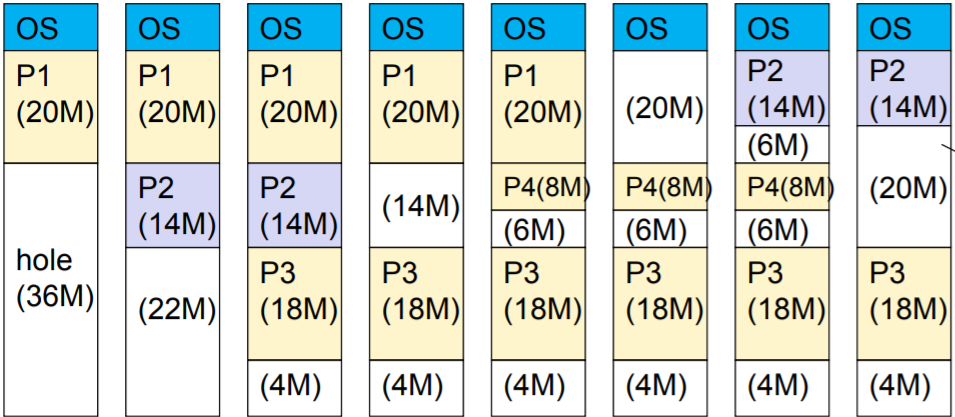 OS
P1
(20M)
hole
(36M)
OS
P1
(20M)
P2
(14M)
(22M)
OS
P1
(20M)
P2
(14M)
P3
(18M)
(4M)
OS
P1
(20M)
(14M)
P3
(18M)
(4M)
OS
P1
(20M)
P4(8M)
(6M)
P3
(18M)
(4M)
OS
(20M)
P4(8M)
(6M)
P3
(18M)
(4M)
OS
P2
(14M)
(6M)
P4(8M)
(6M)
P3
(18M)
(4M)
OS
P2
(14M)
(20M)
P3
(18M)
(4M)